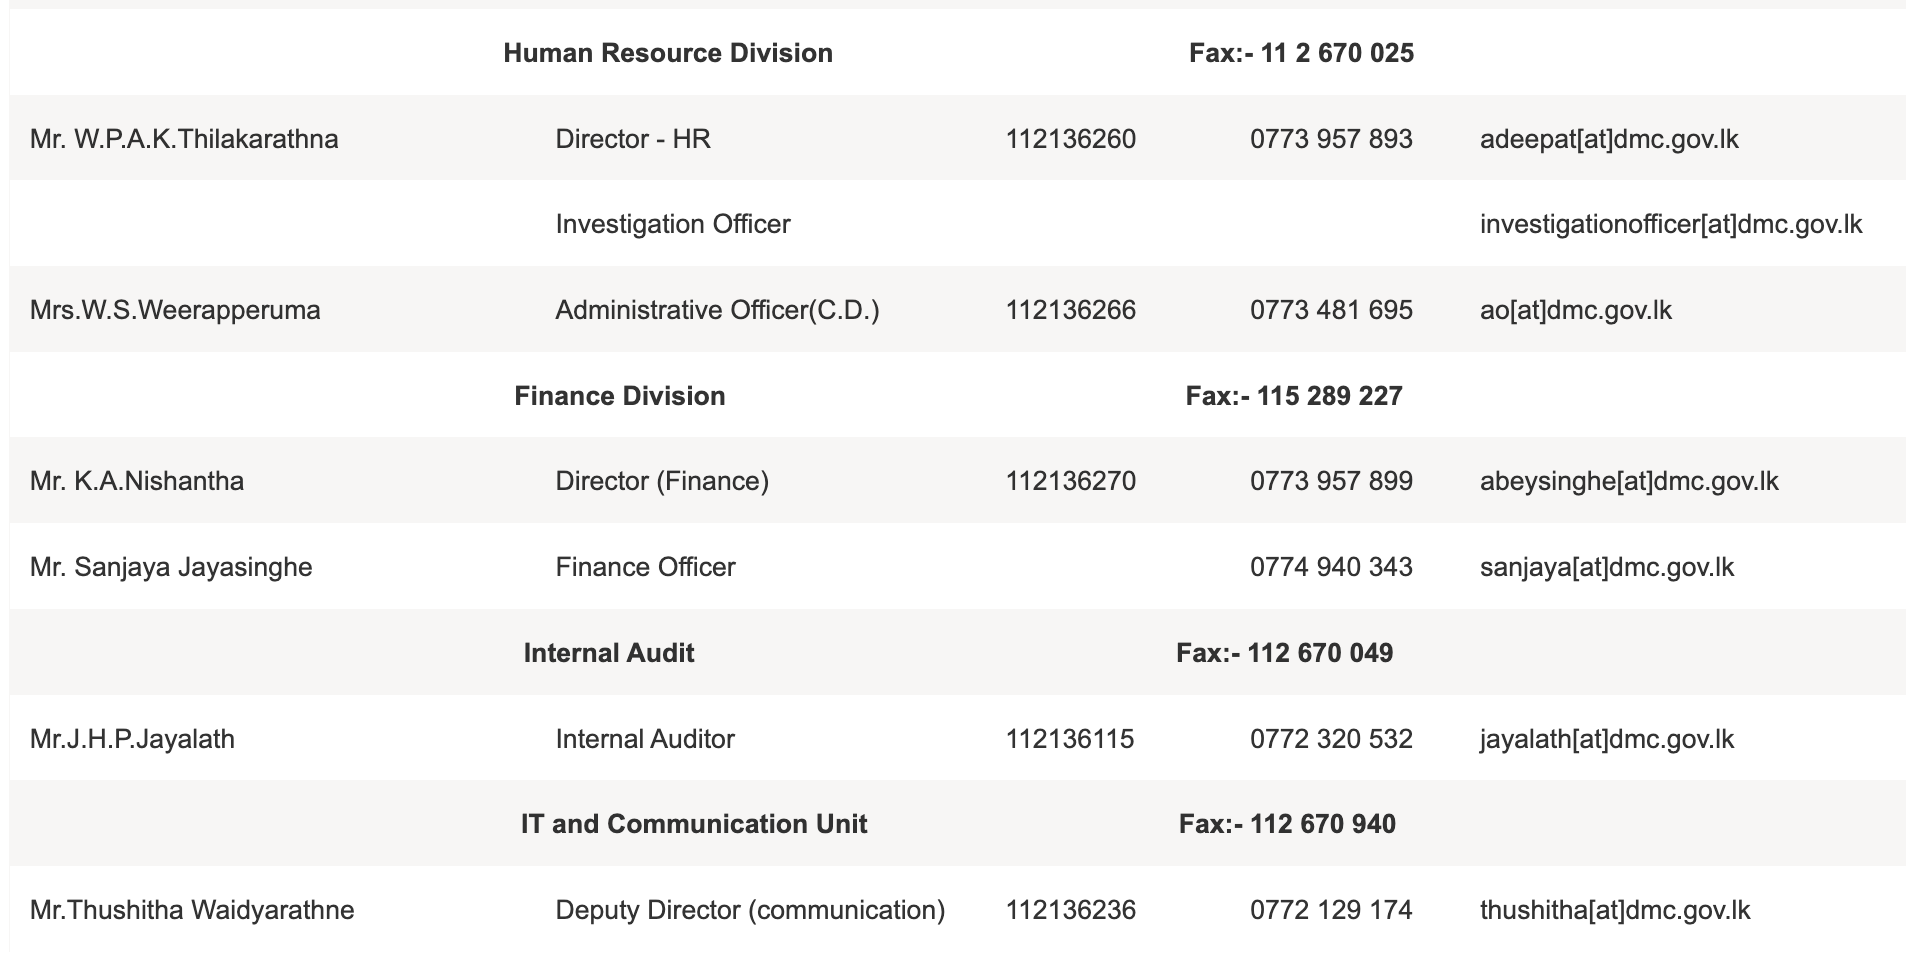 Human Resource Division Fax:- 11 2 670 025
Mr. W.P.A.K.Thilakarathna Director - HR 112136260 0773 957 893 adeepat[at]dmc.gov.lk
Investigation Officer investigationofficer[at]dmc.gov.lk
Mrs.W.S.Weerapperuma Administrative Officer(C.D.) 112136266 0773 481 695 ao[at]dmc.gov.lk
Finance Division Fax:- 115 289 227
Mr. K.A.Nishantha Director (Finance) 112136270 0773 957 899 abeysinghe[at]dmc.gov.lk
Mr. Sanjaya Jayasinghe Finance Officer 0774 940 343 sanjaya[at]dmc.gov.lk
Internal Audit Fax:- 112 670 049
Mr.J.H.P.Jayalath Internal Auditor 112136115 0772 320 532 jayalath[at]dmc.gov.lk
IT and Communication Unit Fax:- 112 670 940
Mr.Thushitha Waidyarathne Deputy Director (communication) 112136236 0772 129 174 thushitha[at]dmc.gov.lk